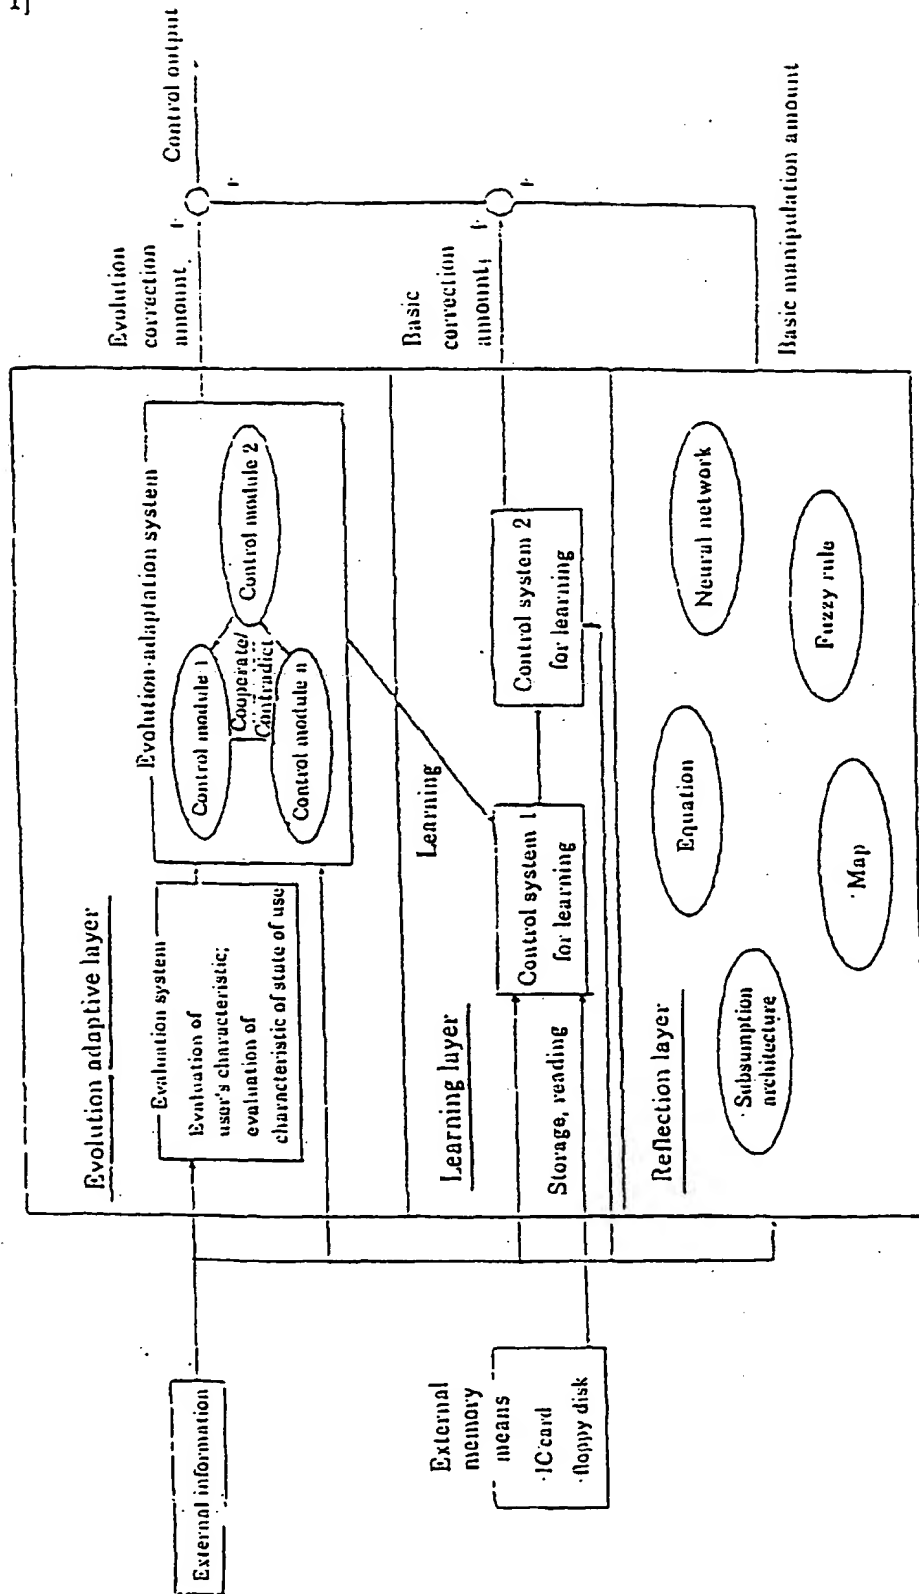 1]
External information
External
memory
means
·IC card
·floppy disk
Evolution adaptive layer
Evaluation system
Evaluation of
user's characteristic;
evaluation of
characteristic of state of use
Evolution-adaptation system
Control module 1
Cooperate/
Contradict
Control module n
Control module 2
Learning layer
Storage, reading
Learning
Control system 1
for learning
Control system 2
for learning
Reflection layer
·Subsumption
architecture
Equation
·Map
Neural network
Fuzzy rule
Evolution
correction
amount
Control output
Basic
correction
amount
Basic manipulation amount